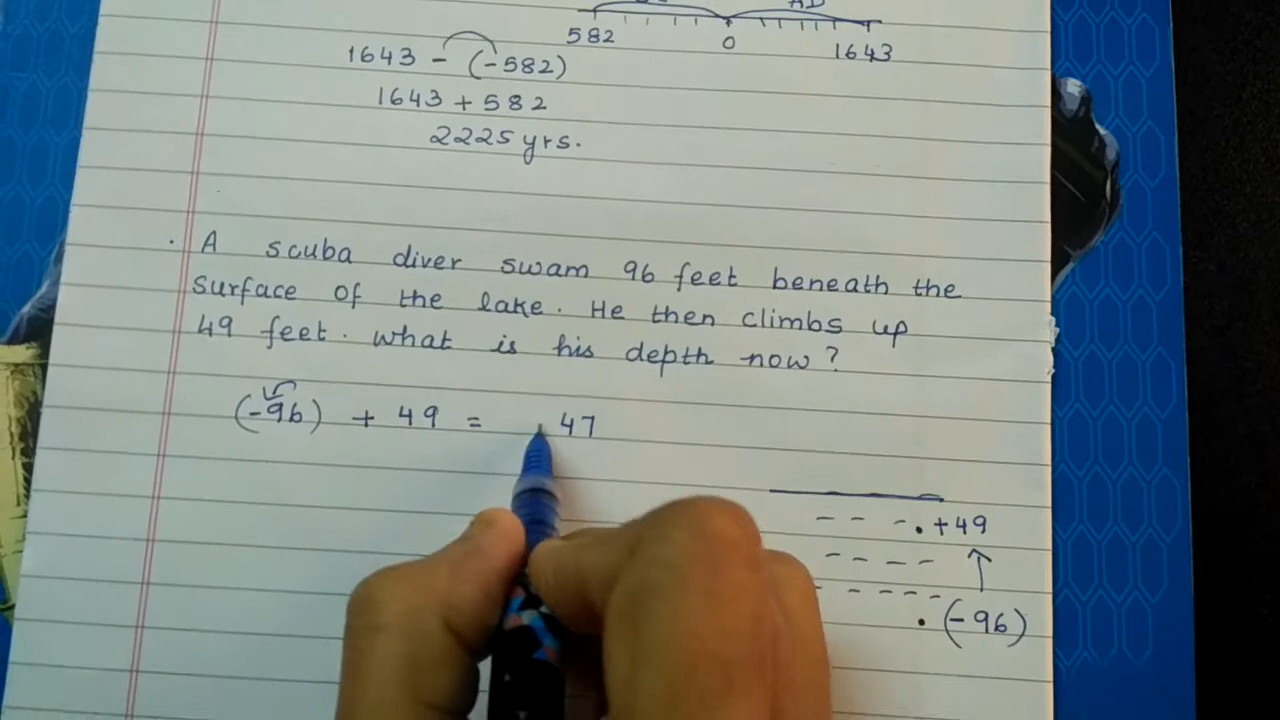 582 0 1643
1643 - (-582)
1643 + 582
2225 yrs.
. A scuba diver swam 96 feet beneath the
surface of the lake. He then climbs up
49 feet. what is his depth now?
(-96) + 49 = 47
+49
(-96)